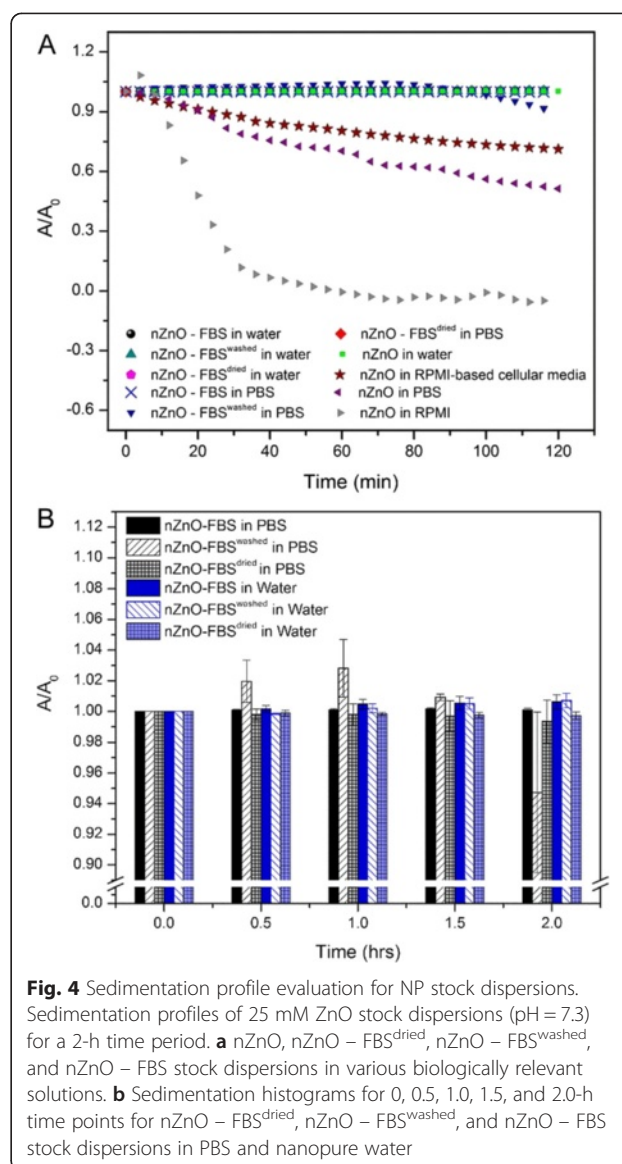 A
1.2
0.9
0.6
0.3
0.0
-0.3
-0.6
A/A0
nZnO - FBS in water
nZnO - FBSwashed in water
nZnO - FBSdried in water
nZnO - FBS in PBS
nZnO - FBSwashed in PBS
nZnO - FBSdried in PBS
nZnO in water
nZnO in RPMI-based cellular media
nZnO in PBS
nZnO in RPMI
0 20 40 60 80 100 120
Time (min)
B
1.12
1.10
1.08
1.06
1.04
1.02
1.00
0.98
0.96
0.94
0.92
0.90
0.0
A/A0
nZnO-FBS in PBS
nZnO-FBSwashed in PBS
nZnO-FBSdried in PBS
nZnO-FBS in Water
nZnO-FBSwashed in Water
nZnO-FBSdried in Water
0.0 0.5 1.0 1.5 2.0
Time (hrs)
Fig. 4 Sedimentation profile evaluation for NP stock dispersions.
Sedimentation profiles of 25 mM ZnO stock dispersions (pH = 7.3)
for a 2-h time period. a nZnO, nZnO – FBSdried, nZnO – FBSwashed,
and nZnO – FBS stock dispersions in various biologically relevant
solutions. b Sedimentation histograms for 0, 0.5, 1.0, 1.5, and 2.0-h
time points for nZnO – FBSdried, nZnO – FBSwashed, and nZnO – FBS
stock dispersions in PBS and nanopure water